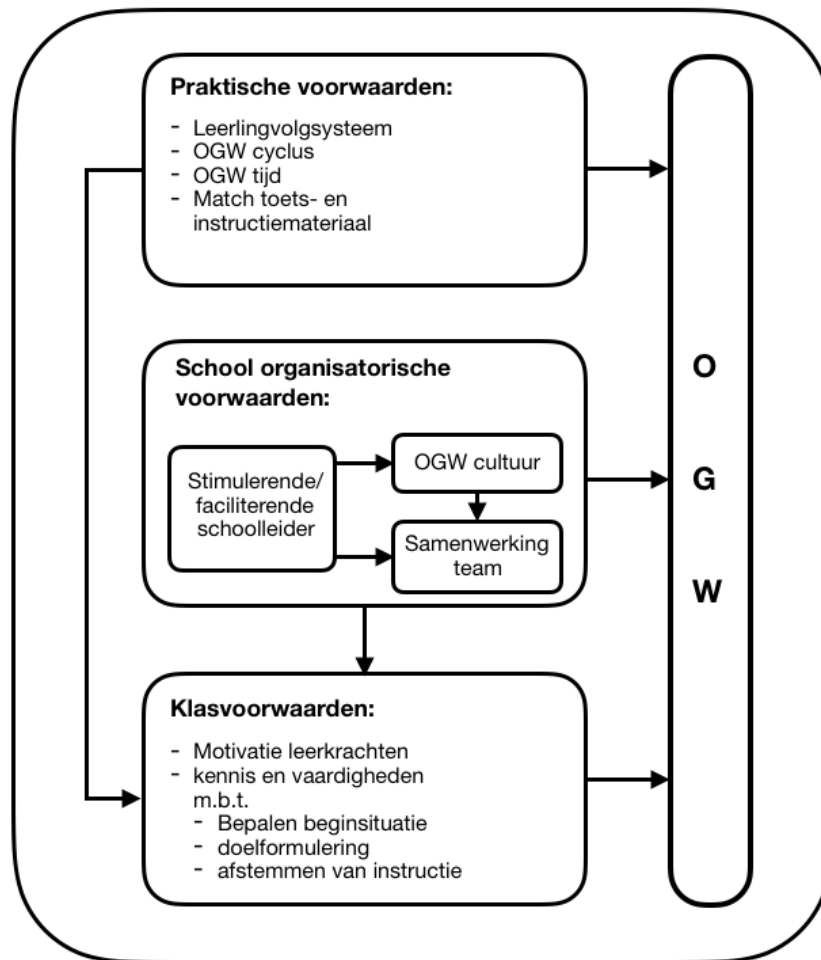 Praktische voorwaarden:
- Leerlingvolgsysteem
- OGW cyclus
- OGW tijd
- Match toets- en
instructiemateriaal
School organisatorische
voorwaarden:
Stimulerende/
faciliterende
schoolleider
OGW cultuur
Samenwerking
team
Klasvoorwaarden:
- Motivatie leerkrachten
- kennis en vaardigheden
m.b.t.
- Bepalen beginsituatie
- doelformulering
- afstemmen van instructie
O
G
W